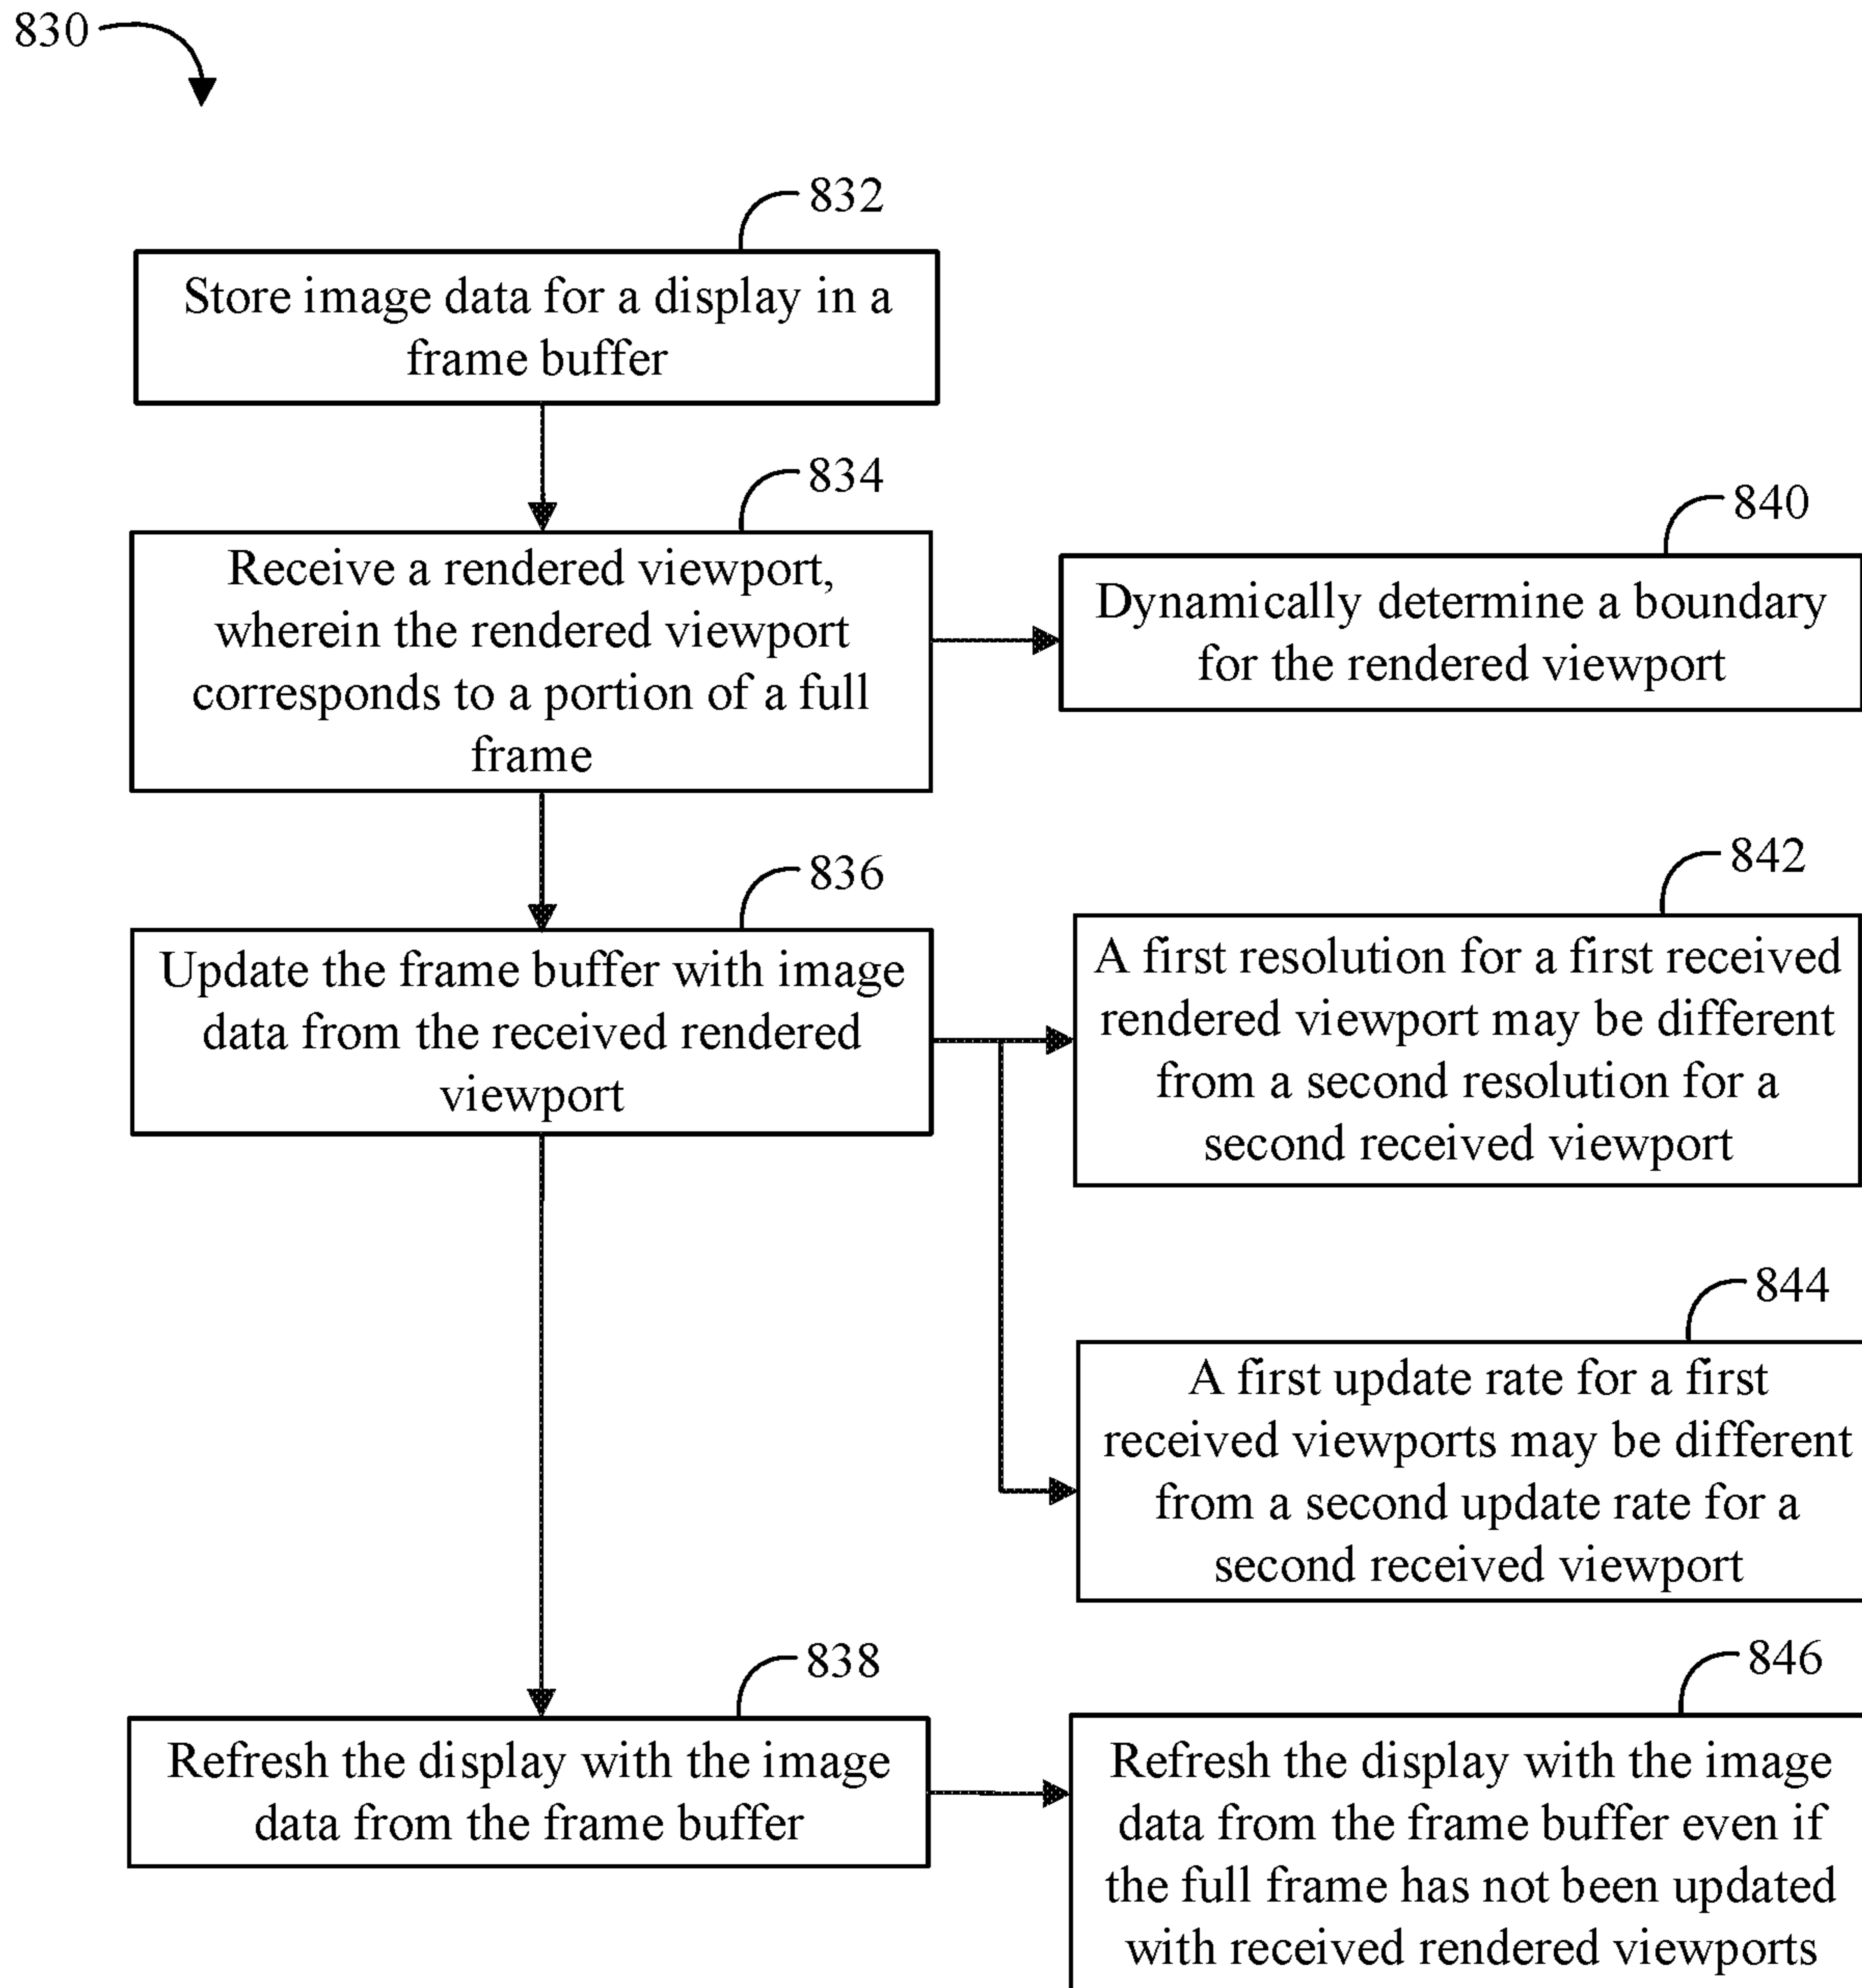 830
832
Store image data for a display in a
frame buffer
834
Receive a rendered viewport,
wherein the rendered viewport
corresponds to a portion of a full
frame
840
Dynamically determine a boundary
for the rendered viewport
836
Update the frame buffer with image
data from the received rendered
viewport
842
A first resolution for a first received
rendered viewport may be different
from a second resolution for a
second received viewport
844
A first update rate for a first
received viewports may be different
from a second update rate for a
second received viewport
838
Refresh the display with the image
data from the frame buffer
846
Refresh the display with the image
data from the frame buffer even if
the full frame has not been updated
with received rendered viewports